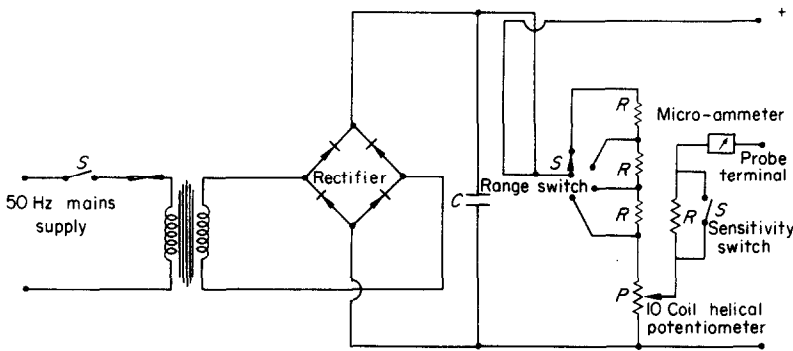 +
R
Micro-ammeter
S
50 Hz mains
supply
Rectifier
C
S
Range switch
R
R
Probe
terminal
R
S
Sensitivity
switch
P
10 Coil helical
potentiometer